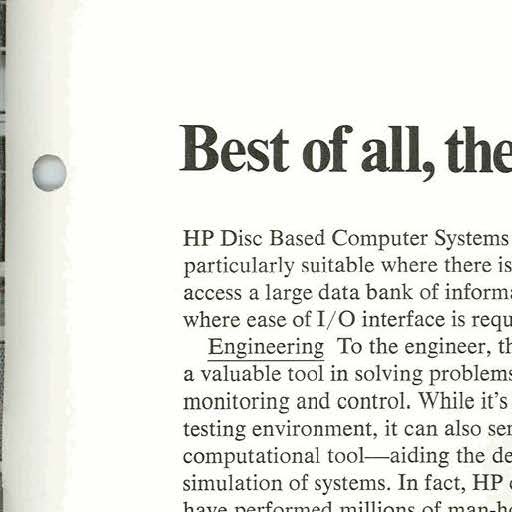 Best of all, the
HP Disc Based Computer Systems
particularly suitable where there is
access a large data bank of inform
where ease of I/O interface is requ
Engineering To the engineer, th
a valuable tool in solving problems
monitoring and control. While it's
testing environment, it can also ser
computational tool—aiding the de
simulation of systems. In fact, HP
have performed millions of man-h